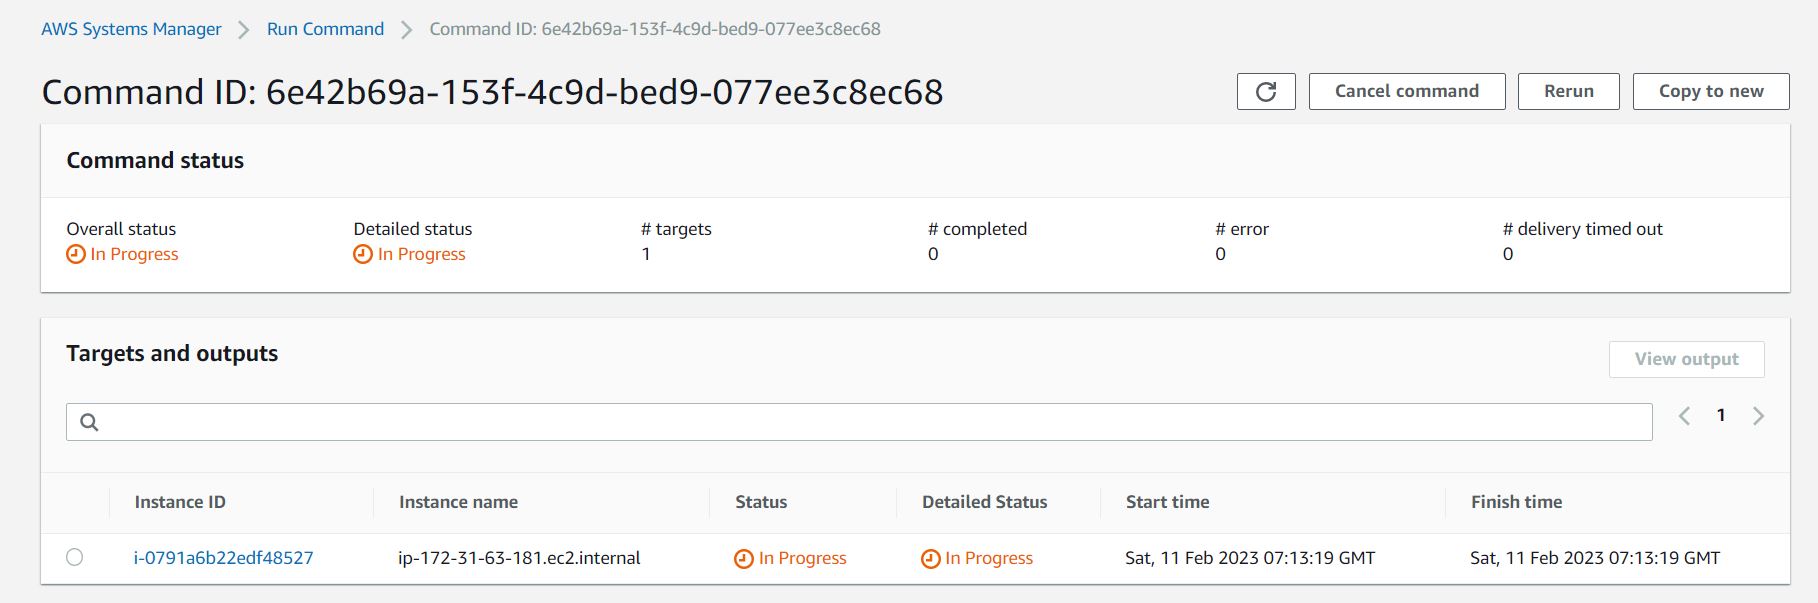 AWS Systems Manager > Run Command > Command ID: 6e42b69a-153f-4c9d-bed9-077ee3c8ec68
Command ID: 6e42b69a-153f-4c9d-bed9-077ee3c8ec68
Cancel command Rerun Copy to new
Command status
Overall status Detailed status # targets # completed # error # delivery timed out
In Progress In Progress 1 0 0 0
Targets and outputs
View output
1
Instance ID Instance name Status Detailed Status Start time Finish time
i-0791a6b22edf48527 ip-172-31-63-181.ec2.internal In Progress In Progress Sat, 11 Feb 2023 07:13:19 GMT Sat, 11 Feb 2023 07:13:19 GMT